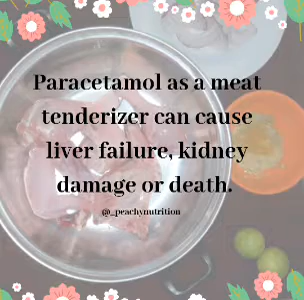 Paracetamol as a meat
tenderizer can cause
liver failure, kidney
damage or death.
@_peachynutrition